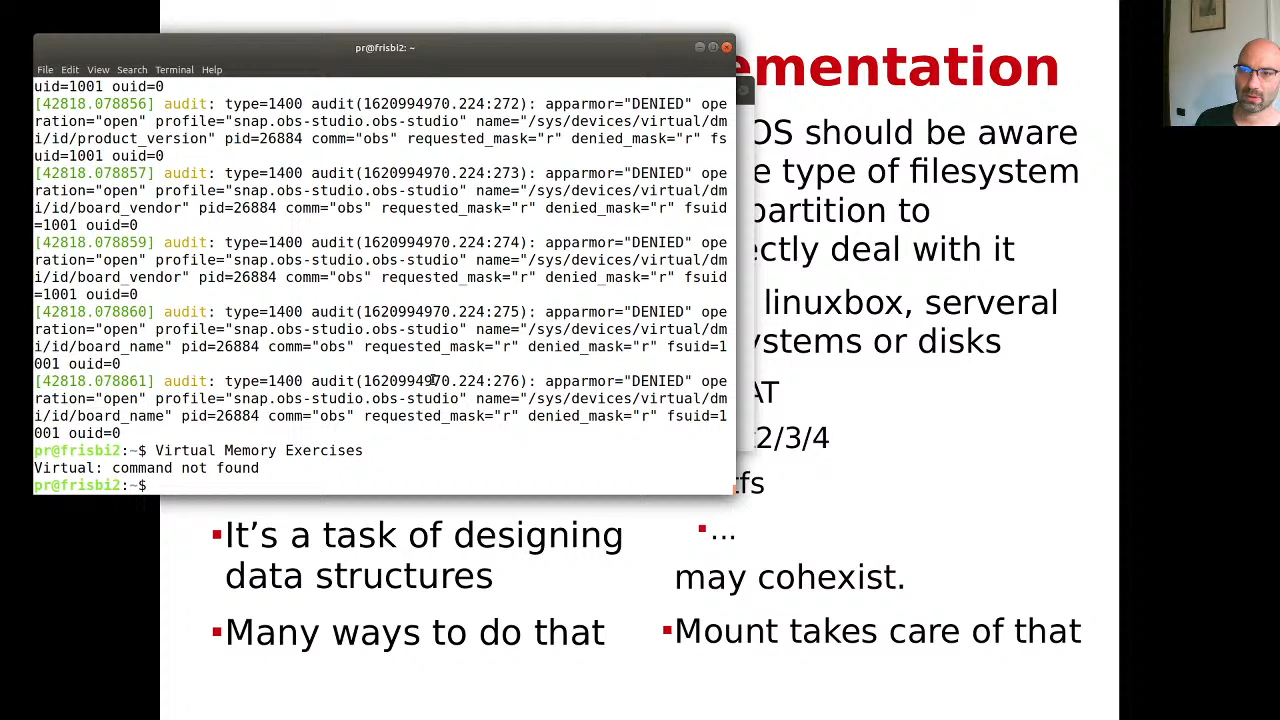 pr@frisbi2: ~
File Edit View Search Terminal Help
uid=1001 ouid=0
[42818.078856] audit: type=1400 audit(1620994970.224:272): apparmor="DENIED" ope
ration="open" profile="snap.obs-studio.obs-studio" name="/sys/devices/virtual/dm
i/id/product_version" pid=26884 comm="obs" requested_mask="r" denied_mask="r" fs
uid=1001 ouid=0
[42818.078857] audit: type=1400 audit(1620994970.224:273): apparmor="DENIED" ope
ration="open" profile="snap.obs-studio.obs-studio" name="/sys/devices/virtual/dm
i/id/board_vendor" pid=26884 comm="obs" requested_mask="r" denied_mask="r" fsuid
=1001 ouid=0
[42818.078859] audit: type=1400 audit(1620994970.224:274): apparmor="DENIED" ope
ration="open" profile="snap.obs-studio.obs-studio" name="/sys/devices/virtual/dm
i/id/board_vendor" pid=26884 comm="obs" requested_mask="r" denied_mask="r" fsuid
=1001 ouid=0
[42818.078860] audit: type=1400 audit(1620994970.224:275): apparmor="DENIED" ope
ration="open" profile="snap.obs-studio.obs-studio" name="/sys/devices/virtual/dm
i/id/board_name" pid=26884 comm="obs" requested_mask="r" denied_mask="r" fsuid=1
001 ouid=0
[42818.078861] audit: type=1400 audit(1620994970.224:276): apparmor="DENIED" ope
ration="open" profile="snap.obs-studio.obs-studio" name="/sys/devices/virtual/dm
i/id/board_name" pid=26884 comm="obs" requested_mask="r" denied_mask="r" fsuid=1
001 ouid=0
pr@frisbi2:~$ Virtual Memory Exercises
Virtual: command not found
pr@frisbi2:~$
ementation
OS should be aware
e type of filesystem
partition to
ectly deal with it
linuxbox, serveral
ystems or disks
AT
2/3/4
tfs
...
may cohexist.
Mount takes care of that
It's a task of designing
data structures
Many ways to do that